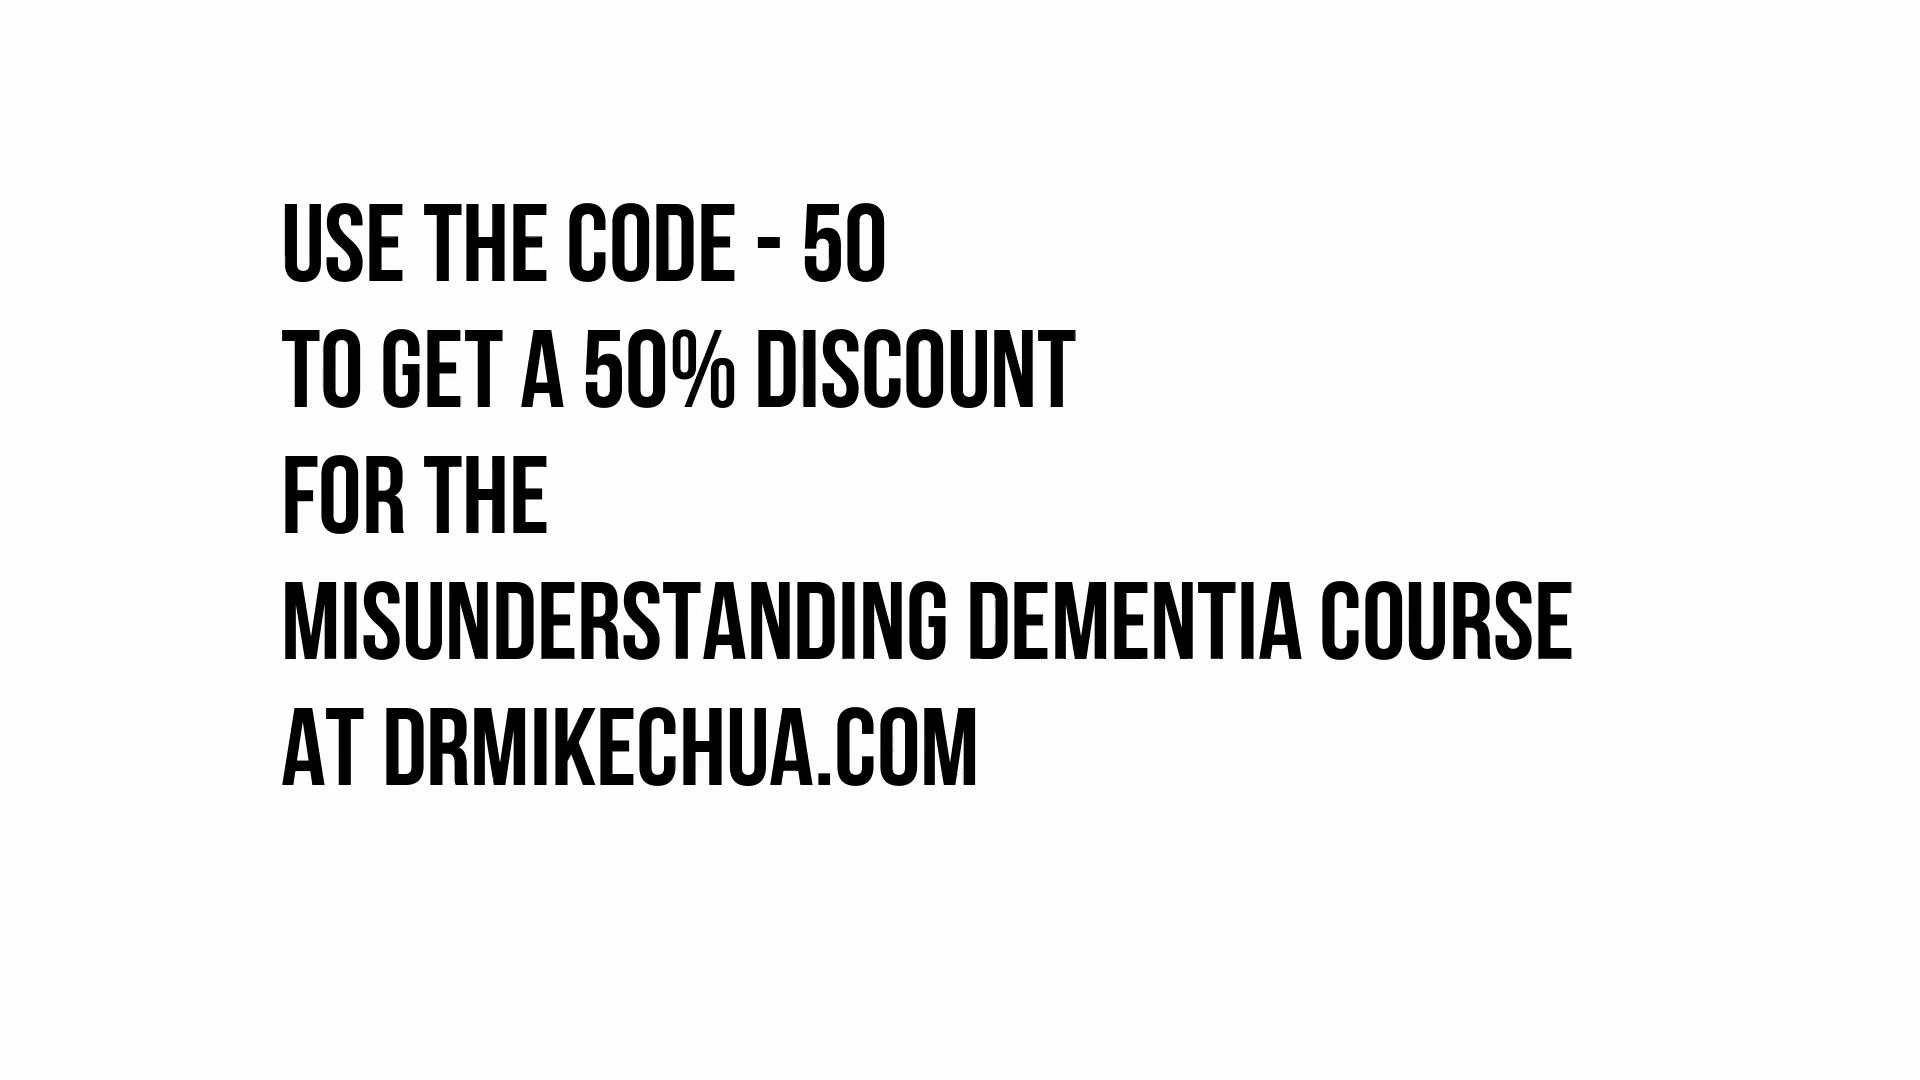 USE THE CODE - 50
TO GET A 50% DISCOUNT
FOR THE
MISUNDERSTANDING DEMENTIA COURSE
AT DRMIKECHUA.COM